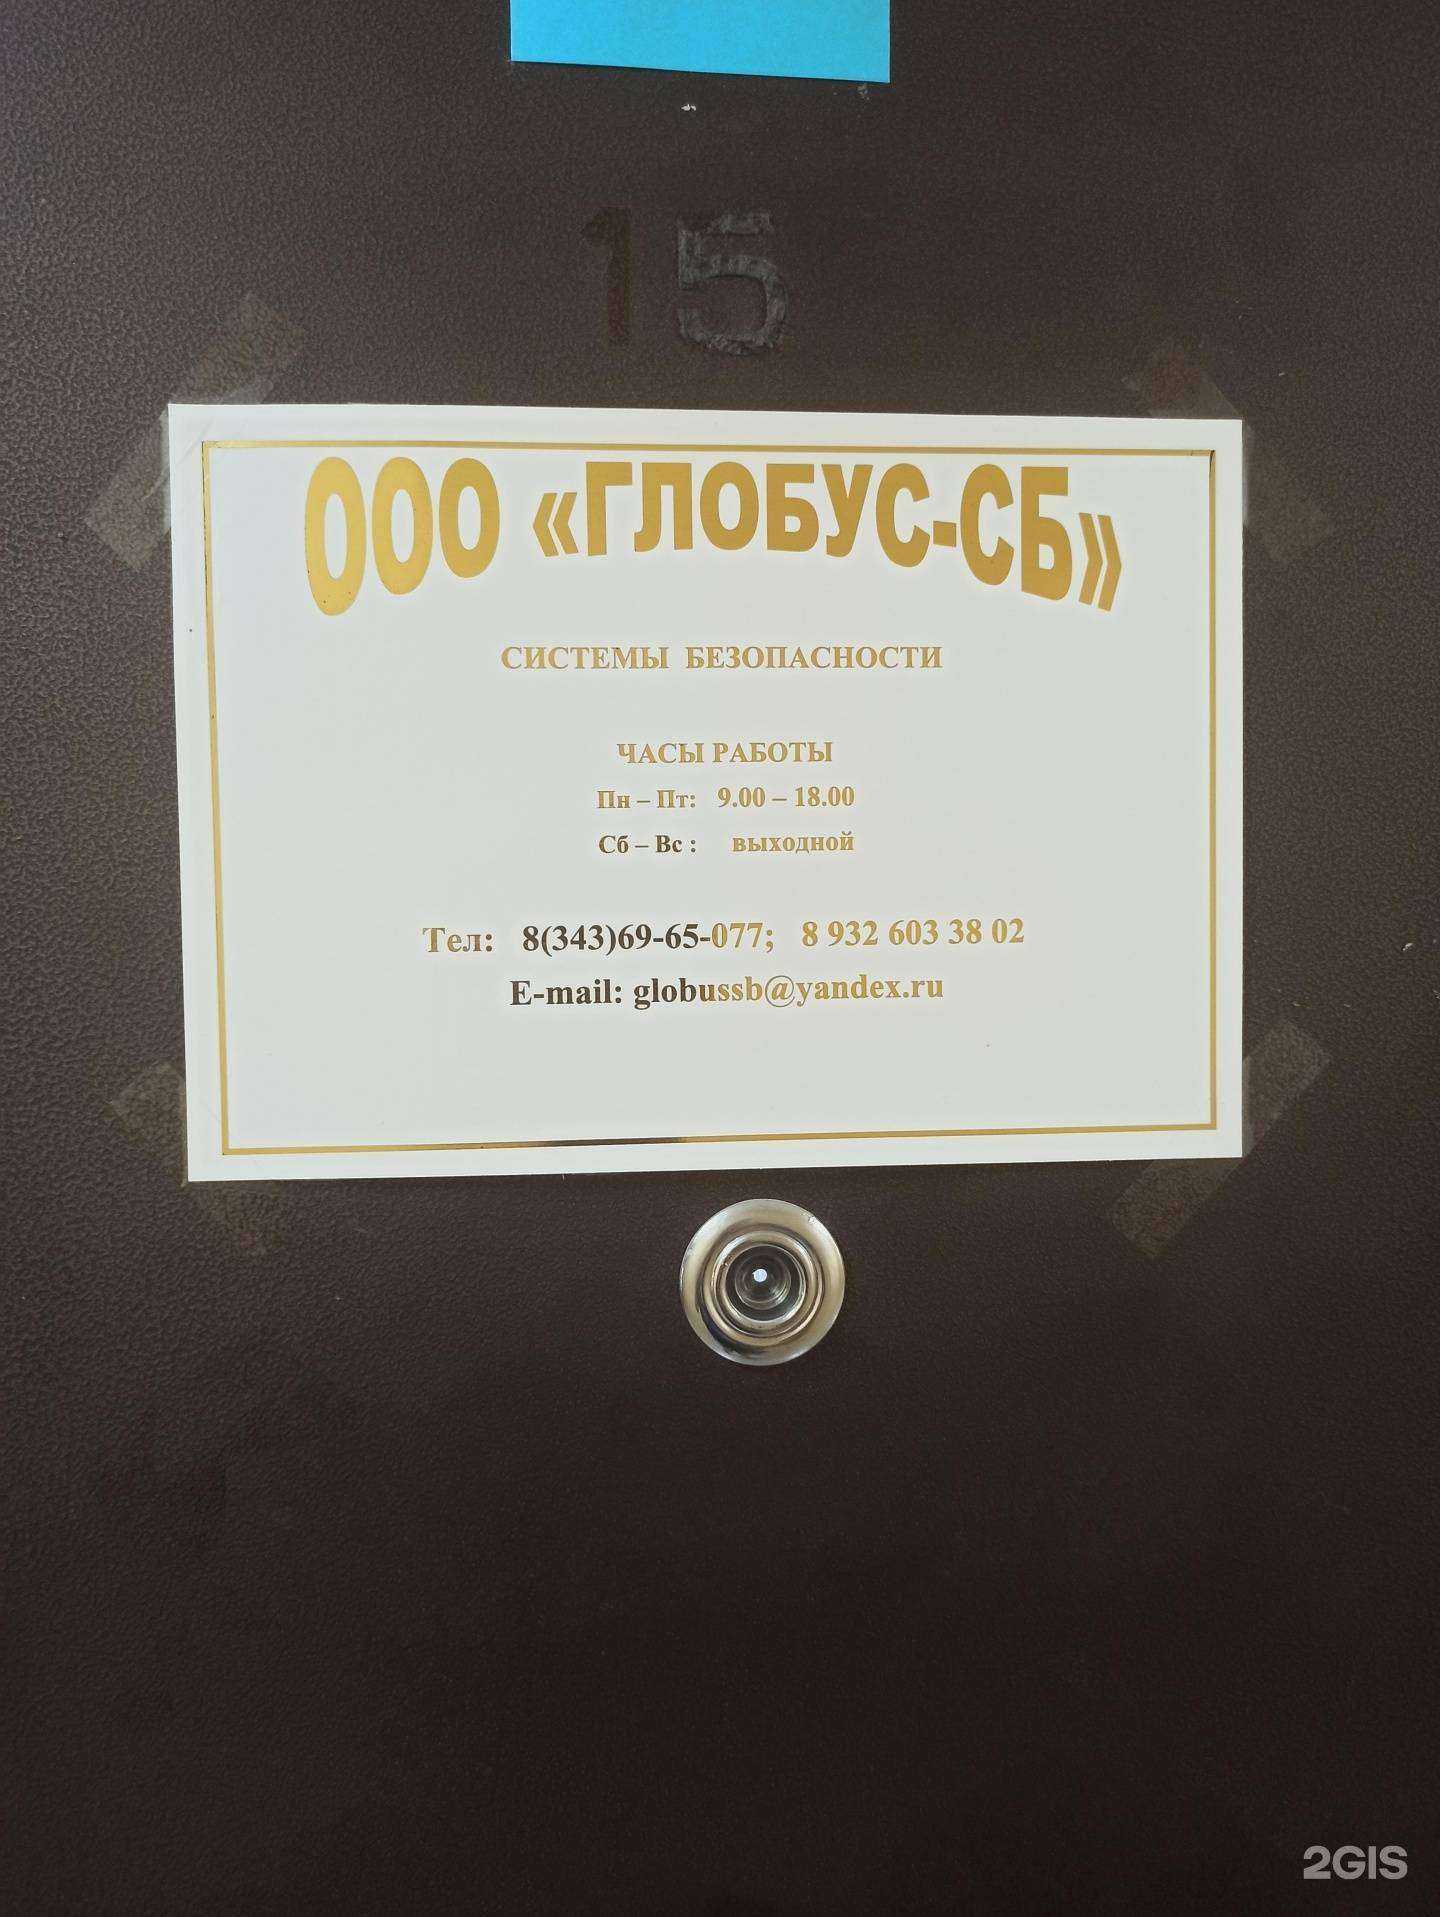 15
ООО «ГЛОБУС-СБ»
СИСТЕМЫ БЕЗОПАСНОСТИ
ЧАСЫ РАБОТЫ
Пн – Пт: 9.00 – 18.00
Сб – Вс : выходной
Тел: 8(343)69-65-077; 8 932 603 38 02
E-mail: globussb@yandex.ru
2GIS